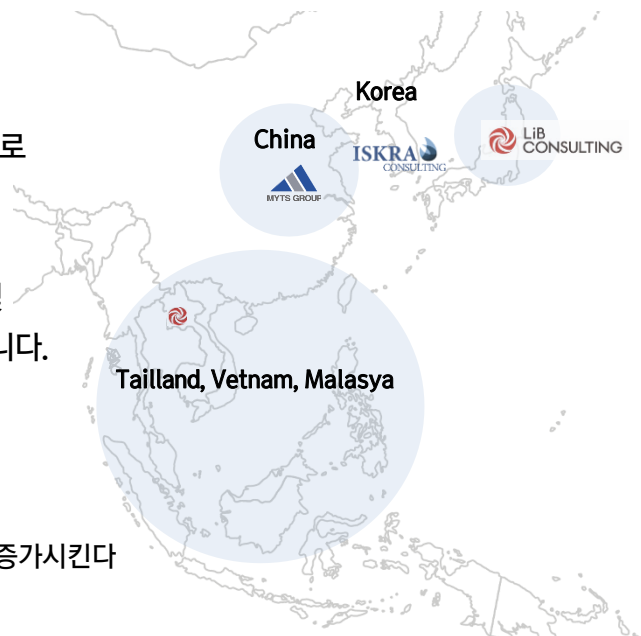 Korea
로
China
LiB
CONSULTING
ISKRA
CONSULTING
MYTS GROUP
니다.
Tailland, Vetnam, Malasya
증가시킨다